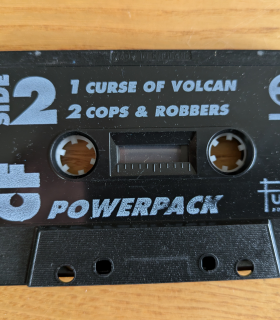 SIDE 2
1 CURSE OF VOLCAN
2 COPS & ROBBERS
CF
POWERPACK